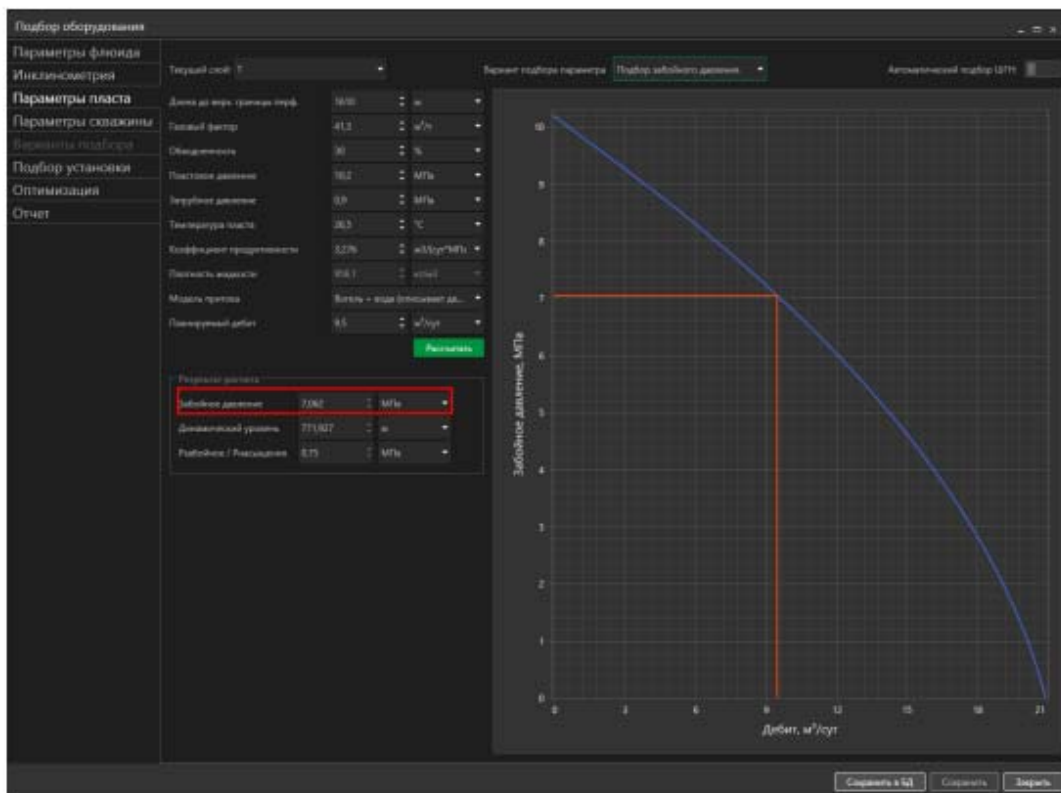 Подбор оборудования
Параметры флюида
Инклинометрия
Параметры пласта
Параметры скважины
Варианты подбора
Подбор установки
Оптимизация
Отчет
Текущий слой
Вариант подбора параметра Подбор забойного давления
Автоматический подбор ШГН
Длина до верх. границы перф. м
Газовый фактор 41,3 м³/т
Обводненность 30 %
Пластовое давление 10,2 МПа
Затрубное давление 0,9 МПа
Температура пласта °C
Коэффициент продуктивности 3,276
Плотность жидкости
Модель притока Вогель + вода
Планируемый дебит 9,5 м³/сут
Рассчитать
Результат расчета
Забойное давление 7,062 МПа
Динамический уровень 771,927 м
Рзабойное / Рнасыщения 0,75 МПа
Забойное давление, МПа
10
9
8
7
6
5
4
3
2
1
0
0 3 6 9 12 15 18 21
Дебит, м³/сут
Сохранить в БД Сохранить Закрыть